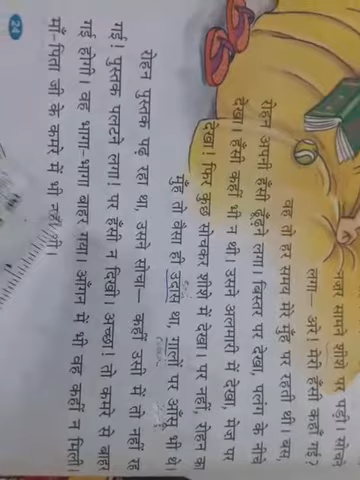 नज़र सामने शीशे पर पड़ी। सोचने
लगा— अरे! मेरी हँसी कहाँ गई?
वह तो हर समय मेरे मुँह पर रहती थी। बस,
रोहन अपनी हँसी ढूँढ़ने लगा। बिस्तर पर देखा, पलंग के नीचे
देखा। हँसी कहीं भी न थी। उसने अलमारी में देखा, मेज़ पर
देखा। फिर कुछ सोचकर शीशे में देखा। पर नहीं, रोहन का
मुँह तो वैसा ही उदास था, गालों पर आँसू भी थे।
रोहन पुस्तक पढ़ रहा था, उसने सोचा— कहीं उसी में तो नहीं रह
गई! पुस्तक पलटने लगा! पर हँसी न दिखी। अच्छा! तो कमरे से बाहर
गई होगी। वह भागा-भागा बाहर गया। आँगन में भी वह कहीं न मिली।
माँ-पिता जी के कमरे में भी नहीं थी।
24